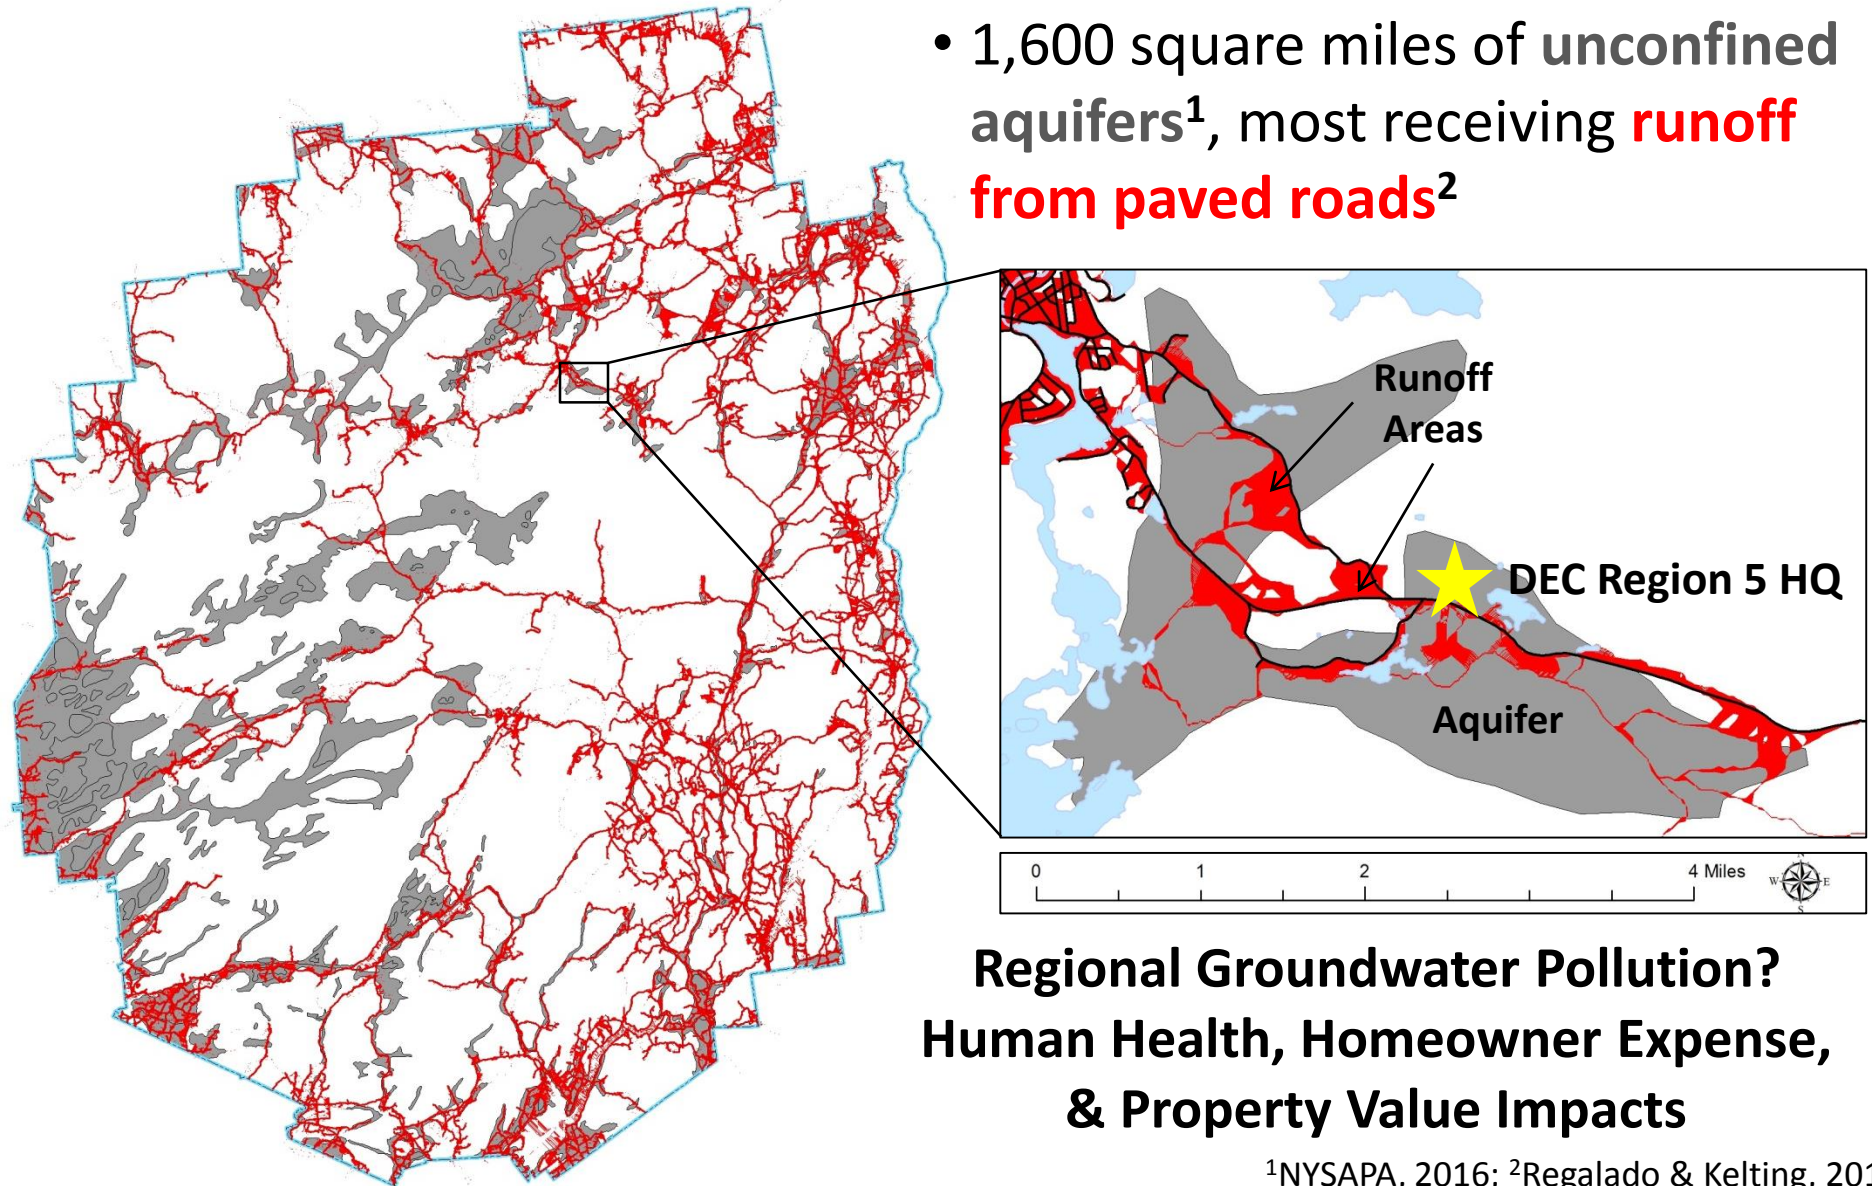 • 1,600 square miles of unconfined
aquifers¹, most receiving runoff
from paved roads²
Runoff
Areas
DEC Region 5 HQ
Aquifer
0 1 2 4 Miles
N
W E
S
Regional Groundwater Pollution?
Human Health, Homeowner Expense,
& Property Value Impacts
¹NYSAPA, 2016; ²Regalado & Kelting, 201